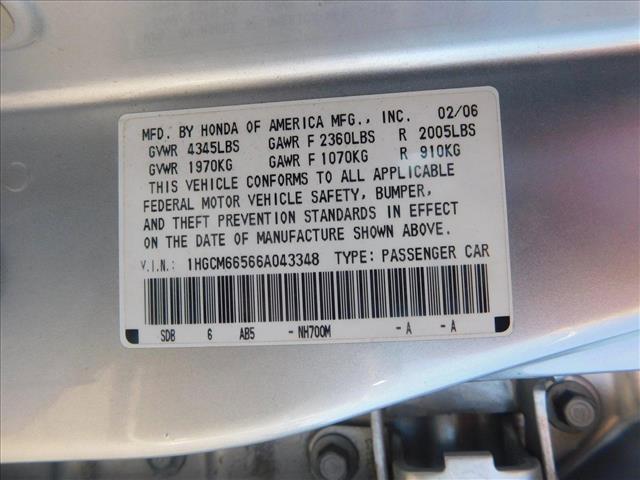 MFD. BY HONDA OF AMERICA MFG., INC. 02/06
GVWR 4345LBS GAWR F 2360LBS R 2005LBS
GVWR 1970KG GAWR F 1070KG R 910KG
THIS VEHICLE CONFORMS TO ALL APPLICABLE
FEDERAL MOTOR VEHICLE SAFETY, BUMPER,
AND THEFT PREVENTION STANDARDS IN EFFECT
ON THE DATE OF MANUFACTURE SHOWN ABOVE.
V.I.N.: 1HGCM66566A043348 TYPE: PASSENGER CAR
SDB 6 AB5 -NH700M -A -A